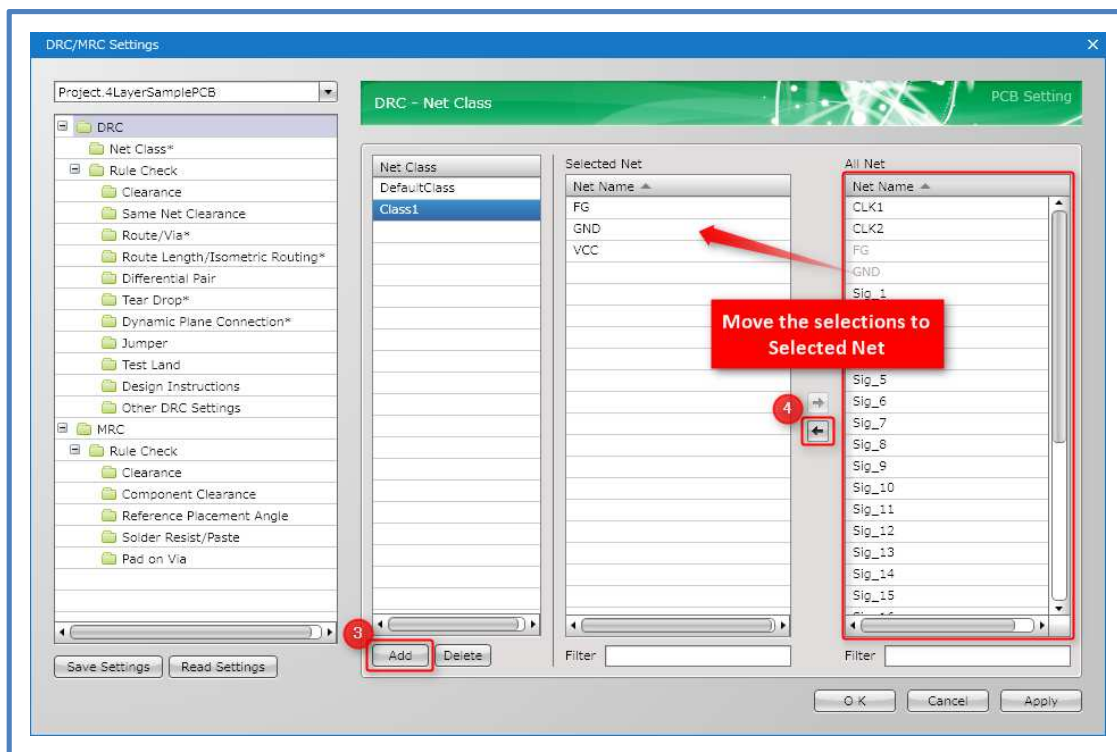 DRC/MRC Settings
Project.4LayerSamplePCB
DRC
Net Class*
Rule Check
Clearance
Same Net Clearance
Route/Via*
Route Length/Isometric Routing*
Differential Pair
Tear Drop*
Dynamic Plane Connection*
Jumper
Test Land
Design Instructions
Other DRC Settings
MRC
Rule Check
Clearance
Component Clearance
Reference Placement Angle
Solder Resist/Paste
Pad on Via
Save Settings
Read Settings
DRC - Net Class
PCB Setting
Net Class
DefaultClass
Class1
3
Add
Delete
Selected Net
Net Name
FG
GND
VCC
Filter
Move the selections to
Selected Net
4
All Net
Net Name
CLK1
CLK2
FG
GND
Sig_1
Sig_5
Sig_6
Sig_7
Sig_8
Sig_9
Sig_10
Sig_11
Sig_12
Sig_13
Sig_14
Sig_15
Filter
OK
Cancel
Apply